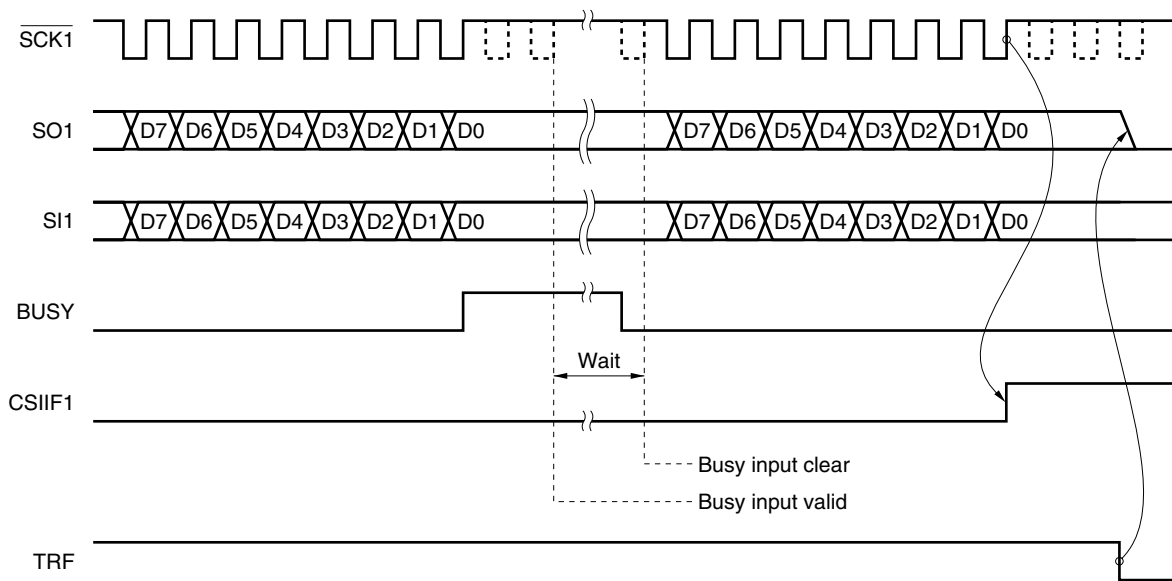 SCK1
SO1 D7 D6 D5 D4 D3 D2 D1 D0 D7 D6 D5 D4 D3 D2 D1 D0
SI1 D7 D6 D5 D4 D3 D2 D1 D0 D7 D6 D5 D4 D3 D2 D1 D0
BUSY
Wait
CSIIF1
Busy input clear
Busy input valid
TRF